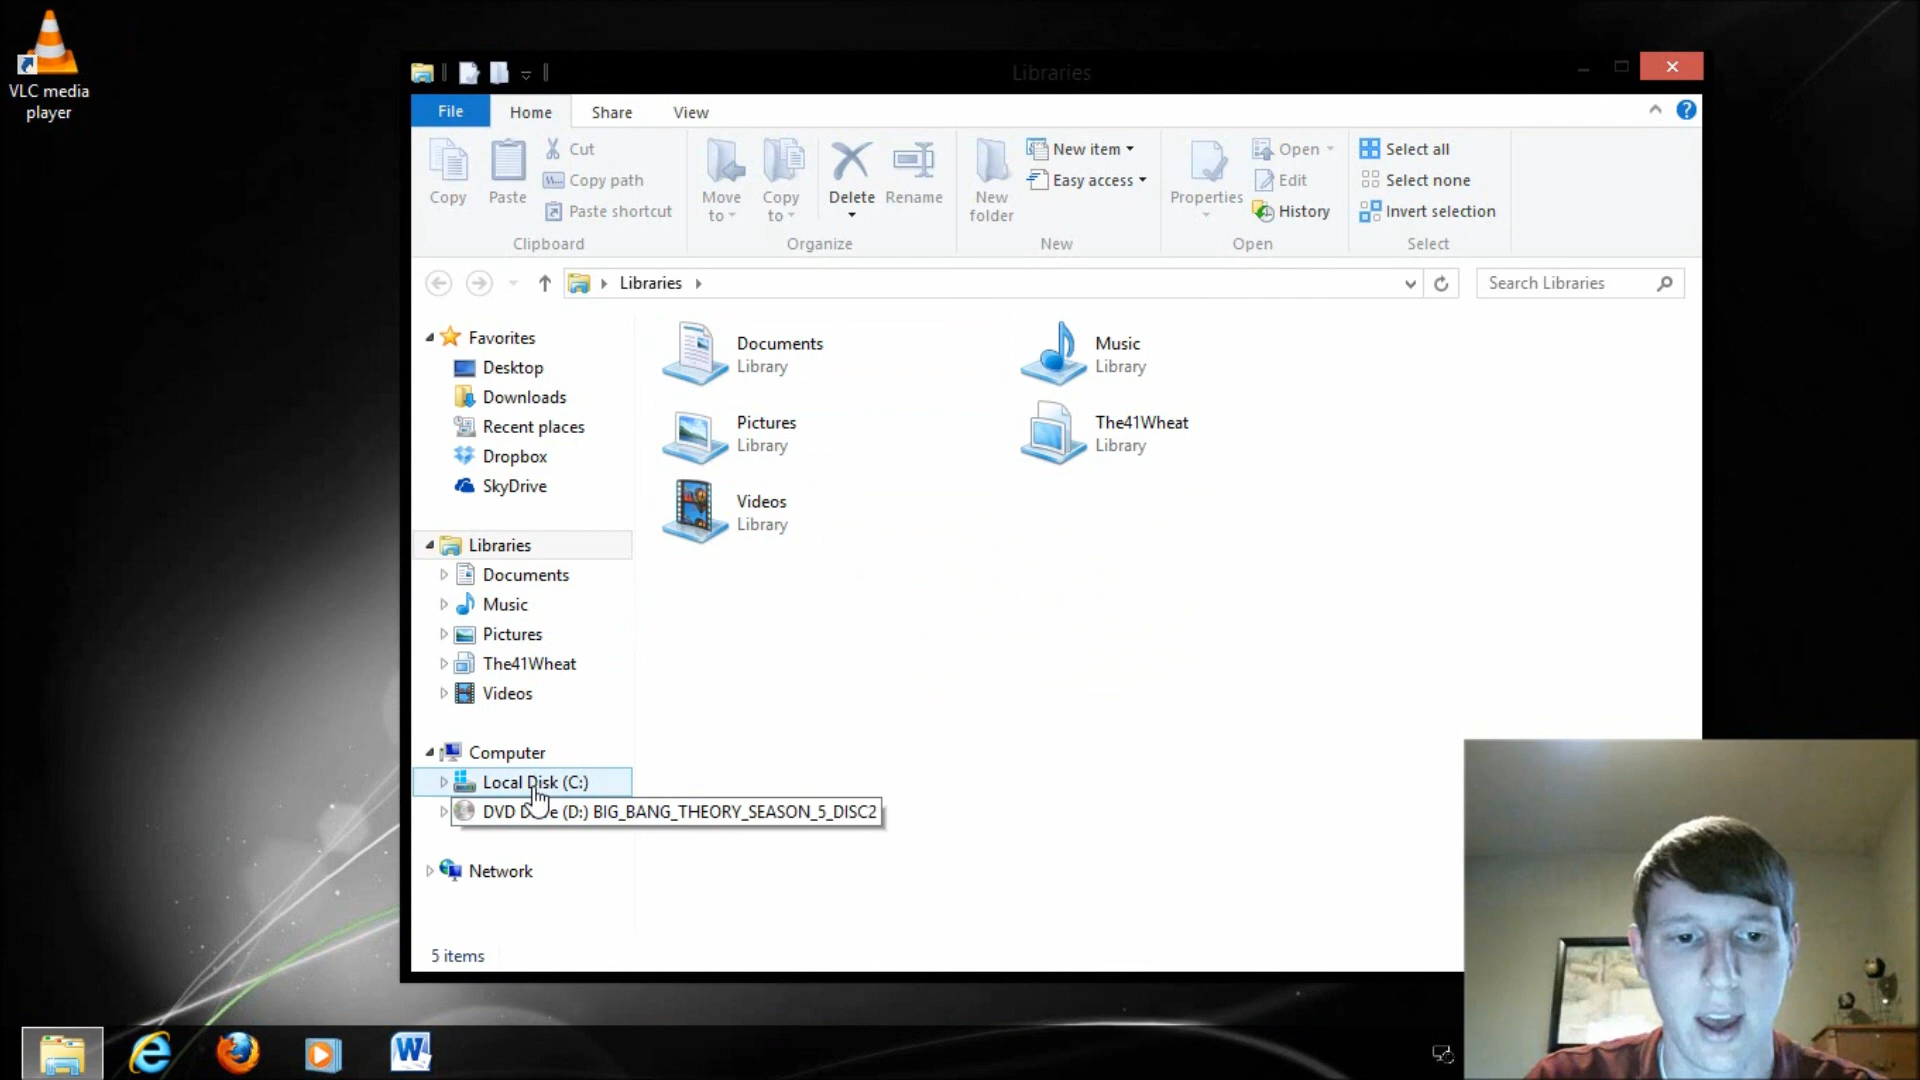 VLC media
player
Libraries
File Home Share View
Copy
Paste
Cut
Copy path
Paste shortcut
Clipboard
Move
to
Copy
to
Delete
Rename
Organize
New
folder
New item
Easy access
New
Properties
Open
Edit
History
Open
Select all
Select none
Invert selection
Select
Libraries
Search Libraries
Favorites
Desktop
Downloads
Recent places
Dropbox
SkyDrive
Libraries
Documents
Music
Pictures
The41Wheat
Videos
Computer
Local Disk (C:)
DVD Drive (D:) BIG_BANG_THEORY_SEASON_5_DISC2
Network
Documents
Library
Music
Library
Pictures
Library
The41Wheat
Library
Videos
Library
5 items